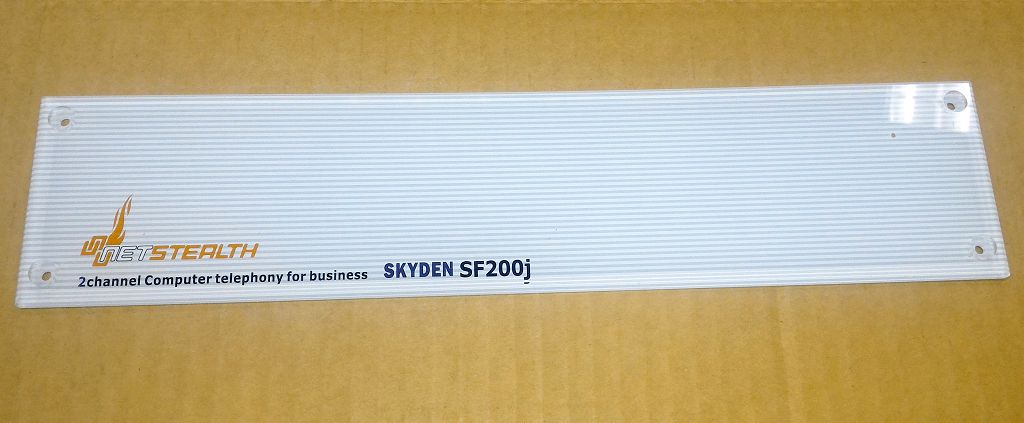 NETSTEALTH
2channel Computer telephony for business SKYDEN SF200j